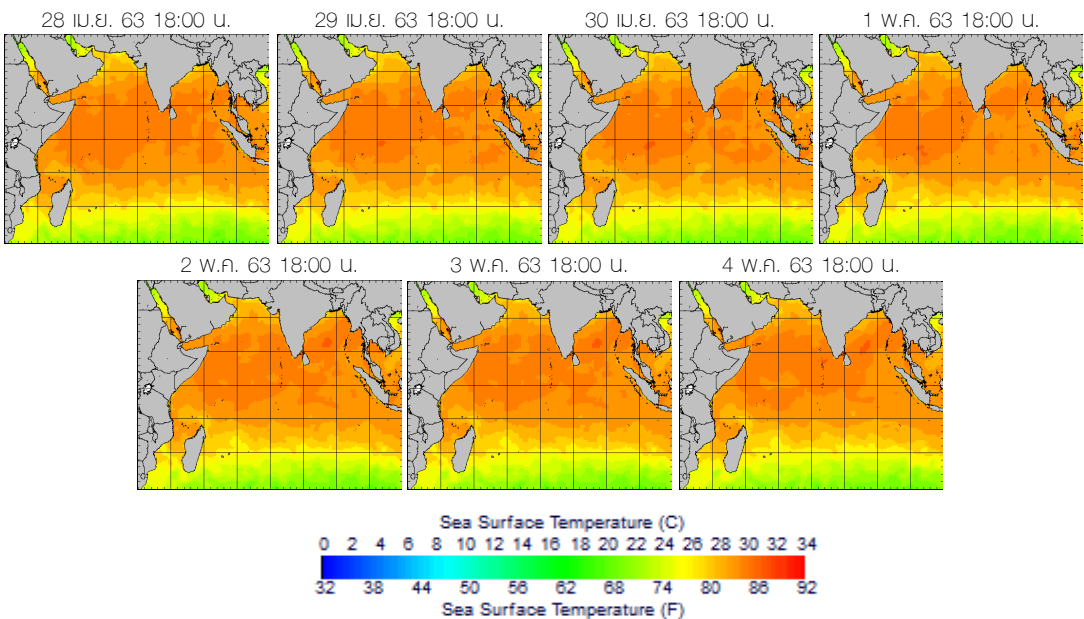 28 เม.ย. 63 18:00 น.
29 เม.ย. 63 18:00 น.
30 เม.ย. 63 18:00 น.
1 พ.ค. 63 18:00 น.
2 พ.ค. 63 18:00 น.
3 พ.ค. 63 18:00 น.
4 พ.ค. 63 18:00 น.
Sea Surface Temperature (C)
0 2 4 6 8 10 12 14 16 18 20 22 24 26 28 30 32 34
32 38 44 50 56 62 68 74 80 86 92
Sea Surface Temperature (F)